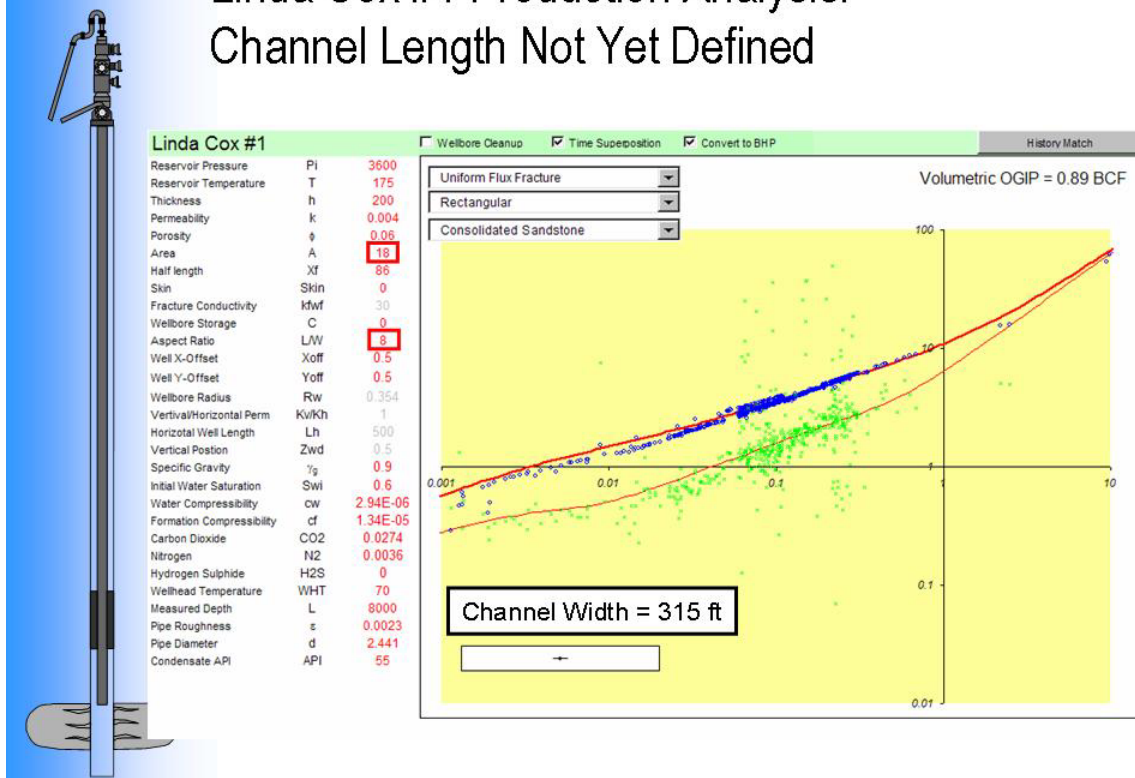 Channel Length Not Yet Defined
Linda Cox #1
Wellbore Cleanup Time Superposition Convert to BHP History Match
Reservoir Pressure Pi 3600
Reservoir Temperature T 175
Thickness h 200
Permeability k 0.004
Porosity ϕ 0.06
Area A 18
Half length Xf 86
Skin Skin 0
Fracture Conductivity kfwf 30
Wellbore Storage C 0
Aspect Ratio L/W 8
Well X-Offset Xoff 0.5
Well Y-Offset Yoff 0.5
Wellbore Radius Rw 0.354
Vertival/Horizontal Perm Kv/Kh 1
Horizotal Well Length Lh 500
Vertical Postion Zwd 0.5
Specific Gravity γg 0.9
Initial Water Saturation Swi 0.6
Water Compressibility cw 2.94E-06
Formation Compressibility cf 1.34E-05
Carbon Dioxide CO2 0.0274
Nitrogen N2 0.0036
Hydrogen Sulphide H2S 0
Wellhead Temperature WHT 70
Measured Depth L 8000
Pipe Roughness ε 0.0023
Pipe Diameter d 2.441
Condensate API API 55
Uniform Flux Fracture
Rectangular
Consolidated Sandstone
Volumetric OGIP = 0.89 BCF
100
10
1
0.001 0.01 0.1 1 10
0.1
0.01
Channel Width = 315 ft